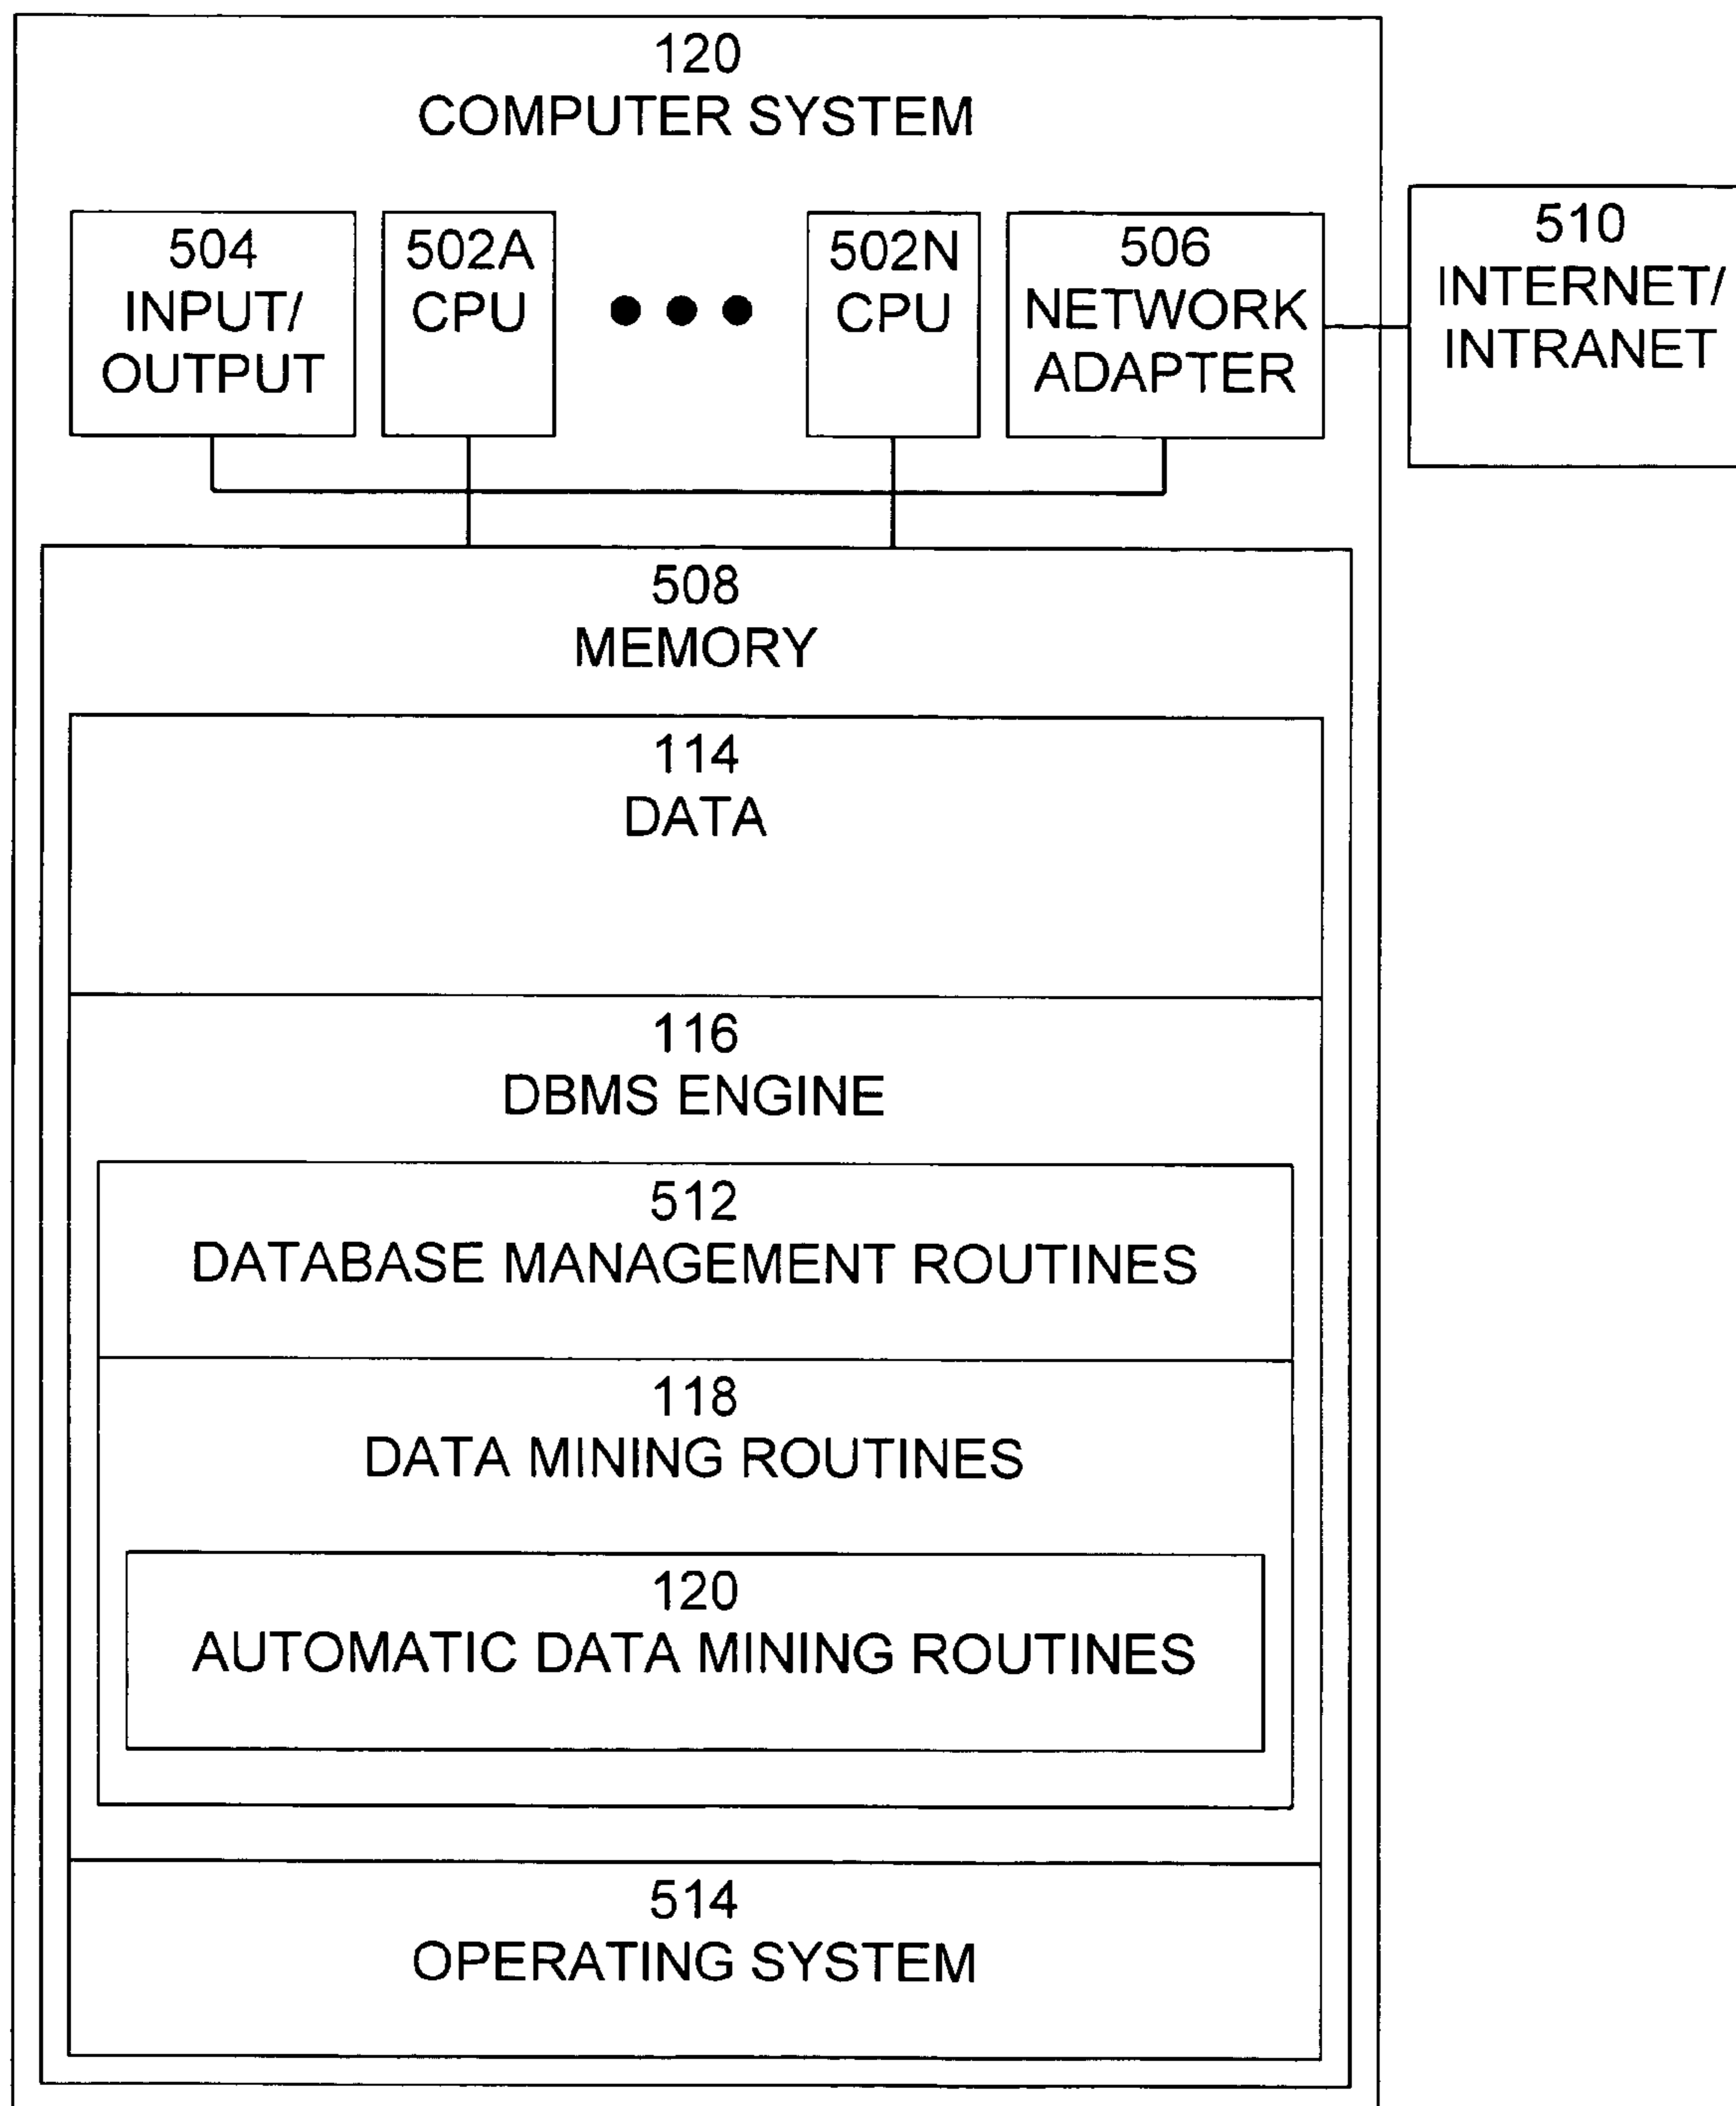 120
COMPUTER SYSTEM
504
INPUT/
OUTPUT
502A
CPU
502N
CPU
506
NETWORK
ADAPTER
510
INTERNET/
INTRANET
508
MEMORY
114
DATA
116
DBMS ENGINE
512
DATABASE MANAGEMENT ROUTINES
118
DATA MINING ROUTINES
120
AUTOMATIC DATA MINING ROUTINES
514
OPERATING SYSTEM